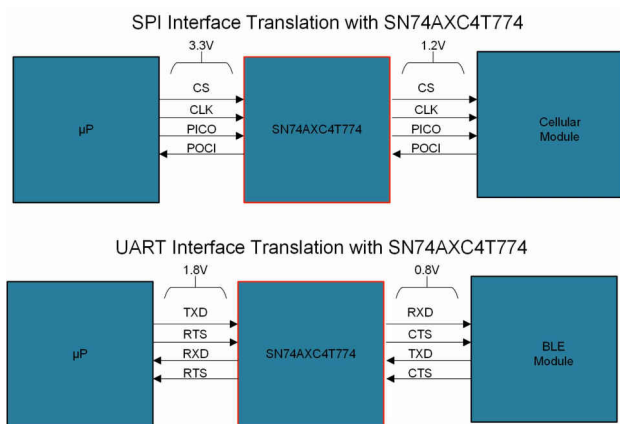 SPI Interface Translation with SN74AXC4T774
3.3V
1.2V
µP
CS
CLK
PICO
POCI
SN74AXC4T774
CS
CLK
PICO
POCI
Cellular
Module
UART Interface Translation with SN74AXC4T774
1.8V
0.8V
µP
TXD
RTS
RXD
RTS
SN74AXC4T774
RXD
CTS
TXD
CTS
BLE
Module